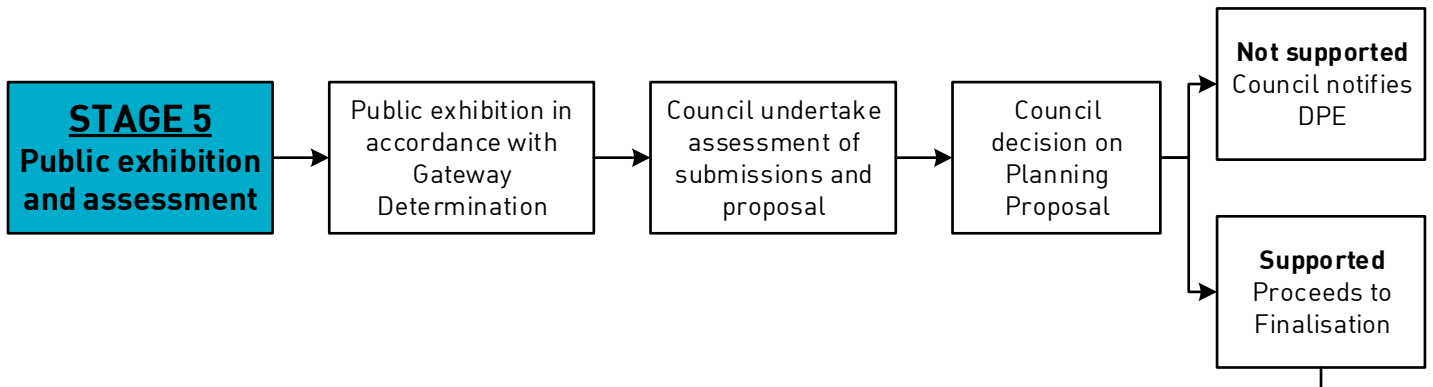 STAGE 5
Public exhibition
and assessment
Public exhibition in
accordance with
Gateway
Determination
Council undertake
assessment of
submissions and
proposal
Council
decision on
Planning
Proposal
Not supported
Council notifies
DPE
Supported
Proceeds to
Finalisation